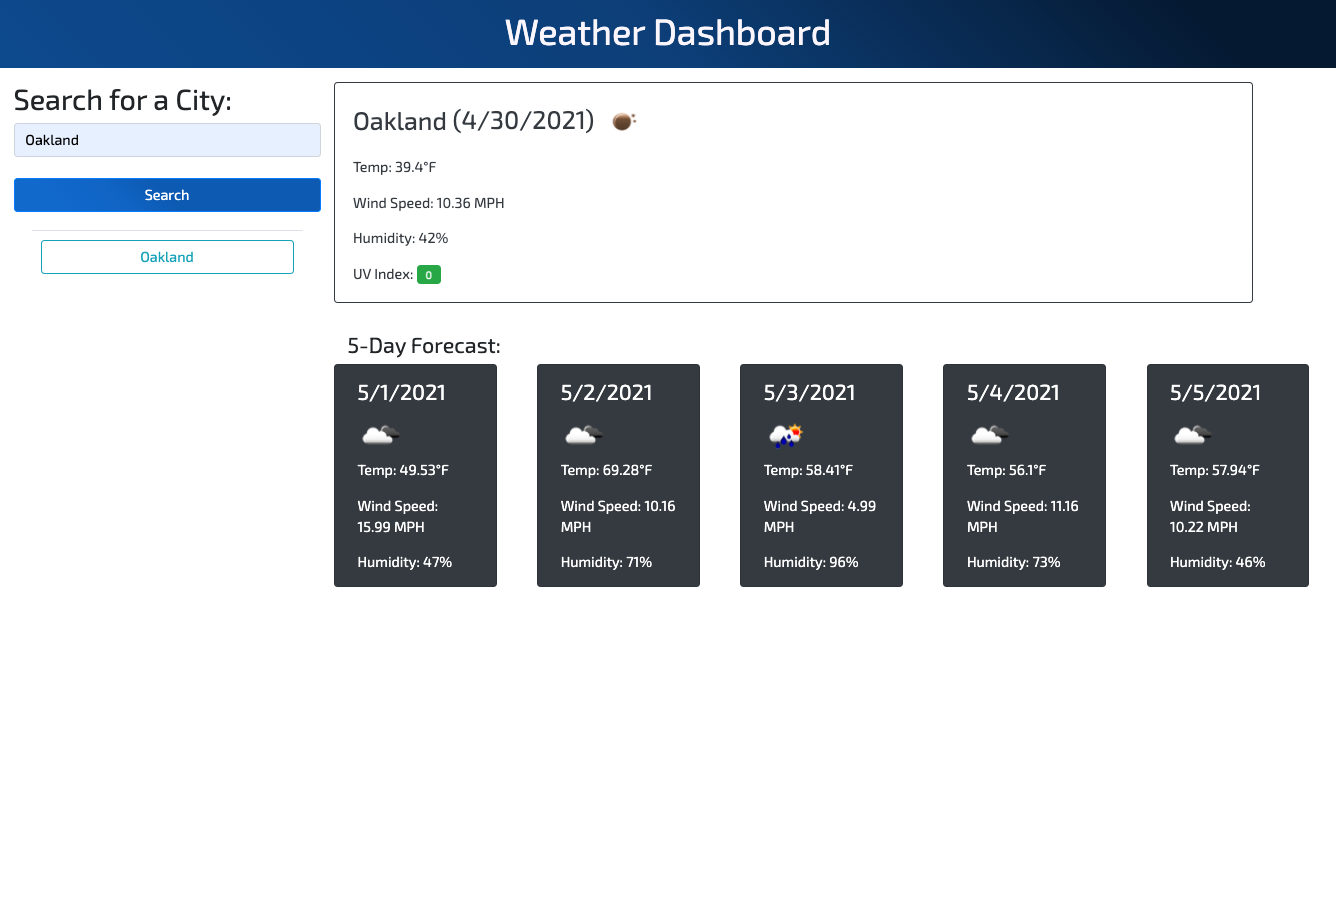 Weather Dashboard
Search for a City:
Oakland
Search
Oakland
Oakland (4/30/2021)
Temp: 39.4°F
Wind Speed: 10.36 MPH
Humidity: 42%
UV Index: 0
5-Day Forecast:
5/1/2021
Temp: 49.53°F
Wind Speed:
15.99 MPH
Humidity: 47%
5/2/2021
Temp: 69.28°F
Wind Speed: 10.16
MPH
Humidity: 71%
5/3/2021
Temp: 58.41°F
Wind Speed: 4.99
MPH
Humidity: 96%
5/4/2021
Temp: 56.1°F
Wind Speed: 11.16
MPH
Humidity: 73%
5/5/2021
Temp: 57.94°F
Wind Speed:
10.22 MPH
Humidity: 46%